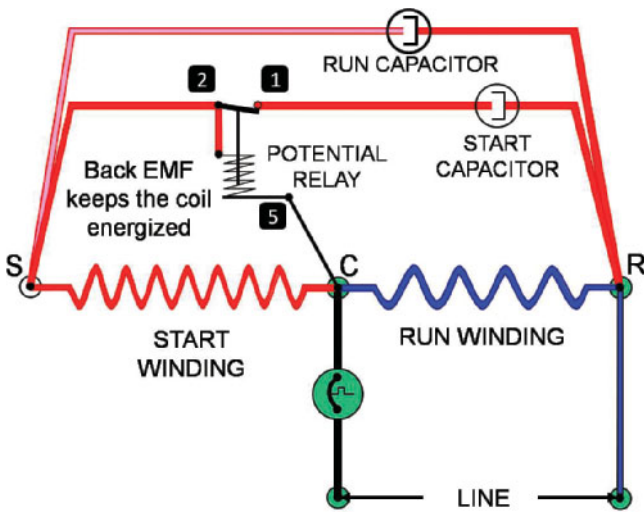 RUN CAPACITOR
2
1
START
CAPACITOR
POTENTIAL
RELAY
Back EMF
keeps the coil
energized
5
S
C
R
START
WINDING
RUN WINDING
LINE